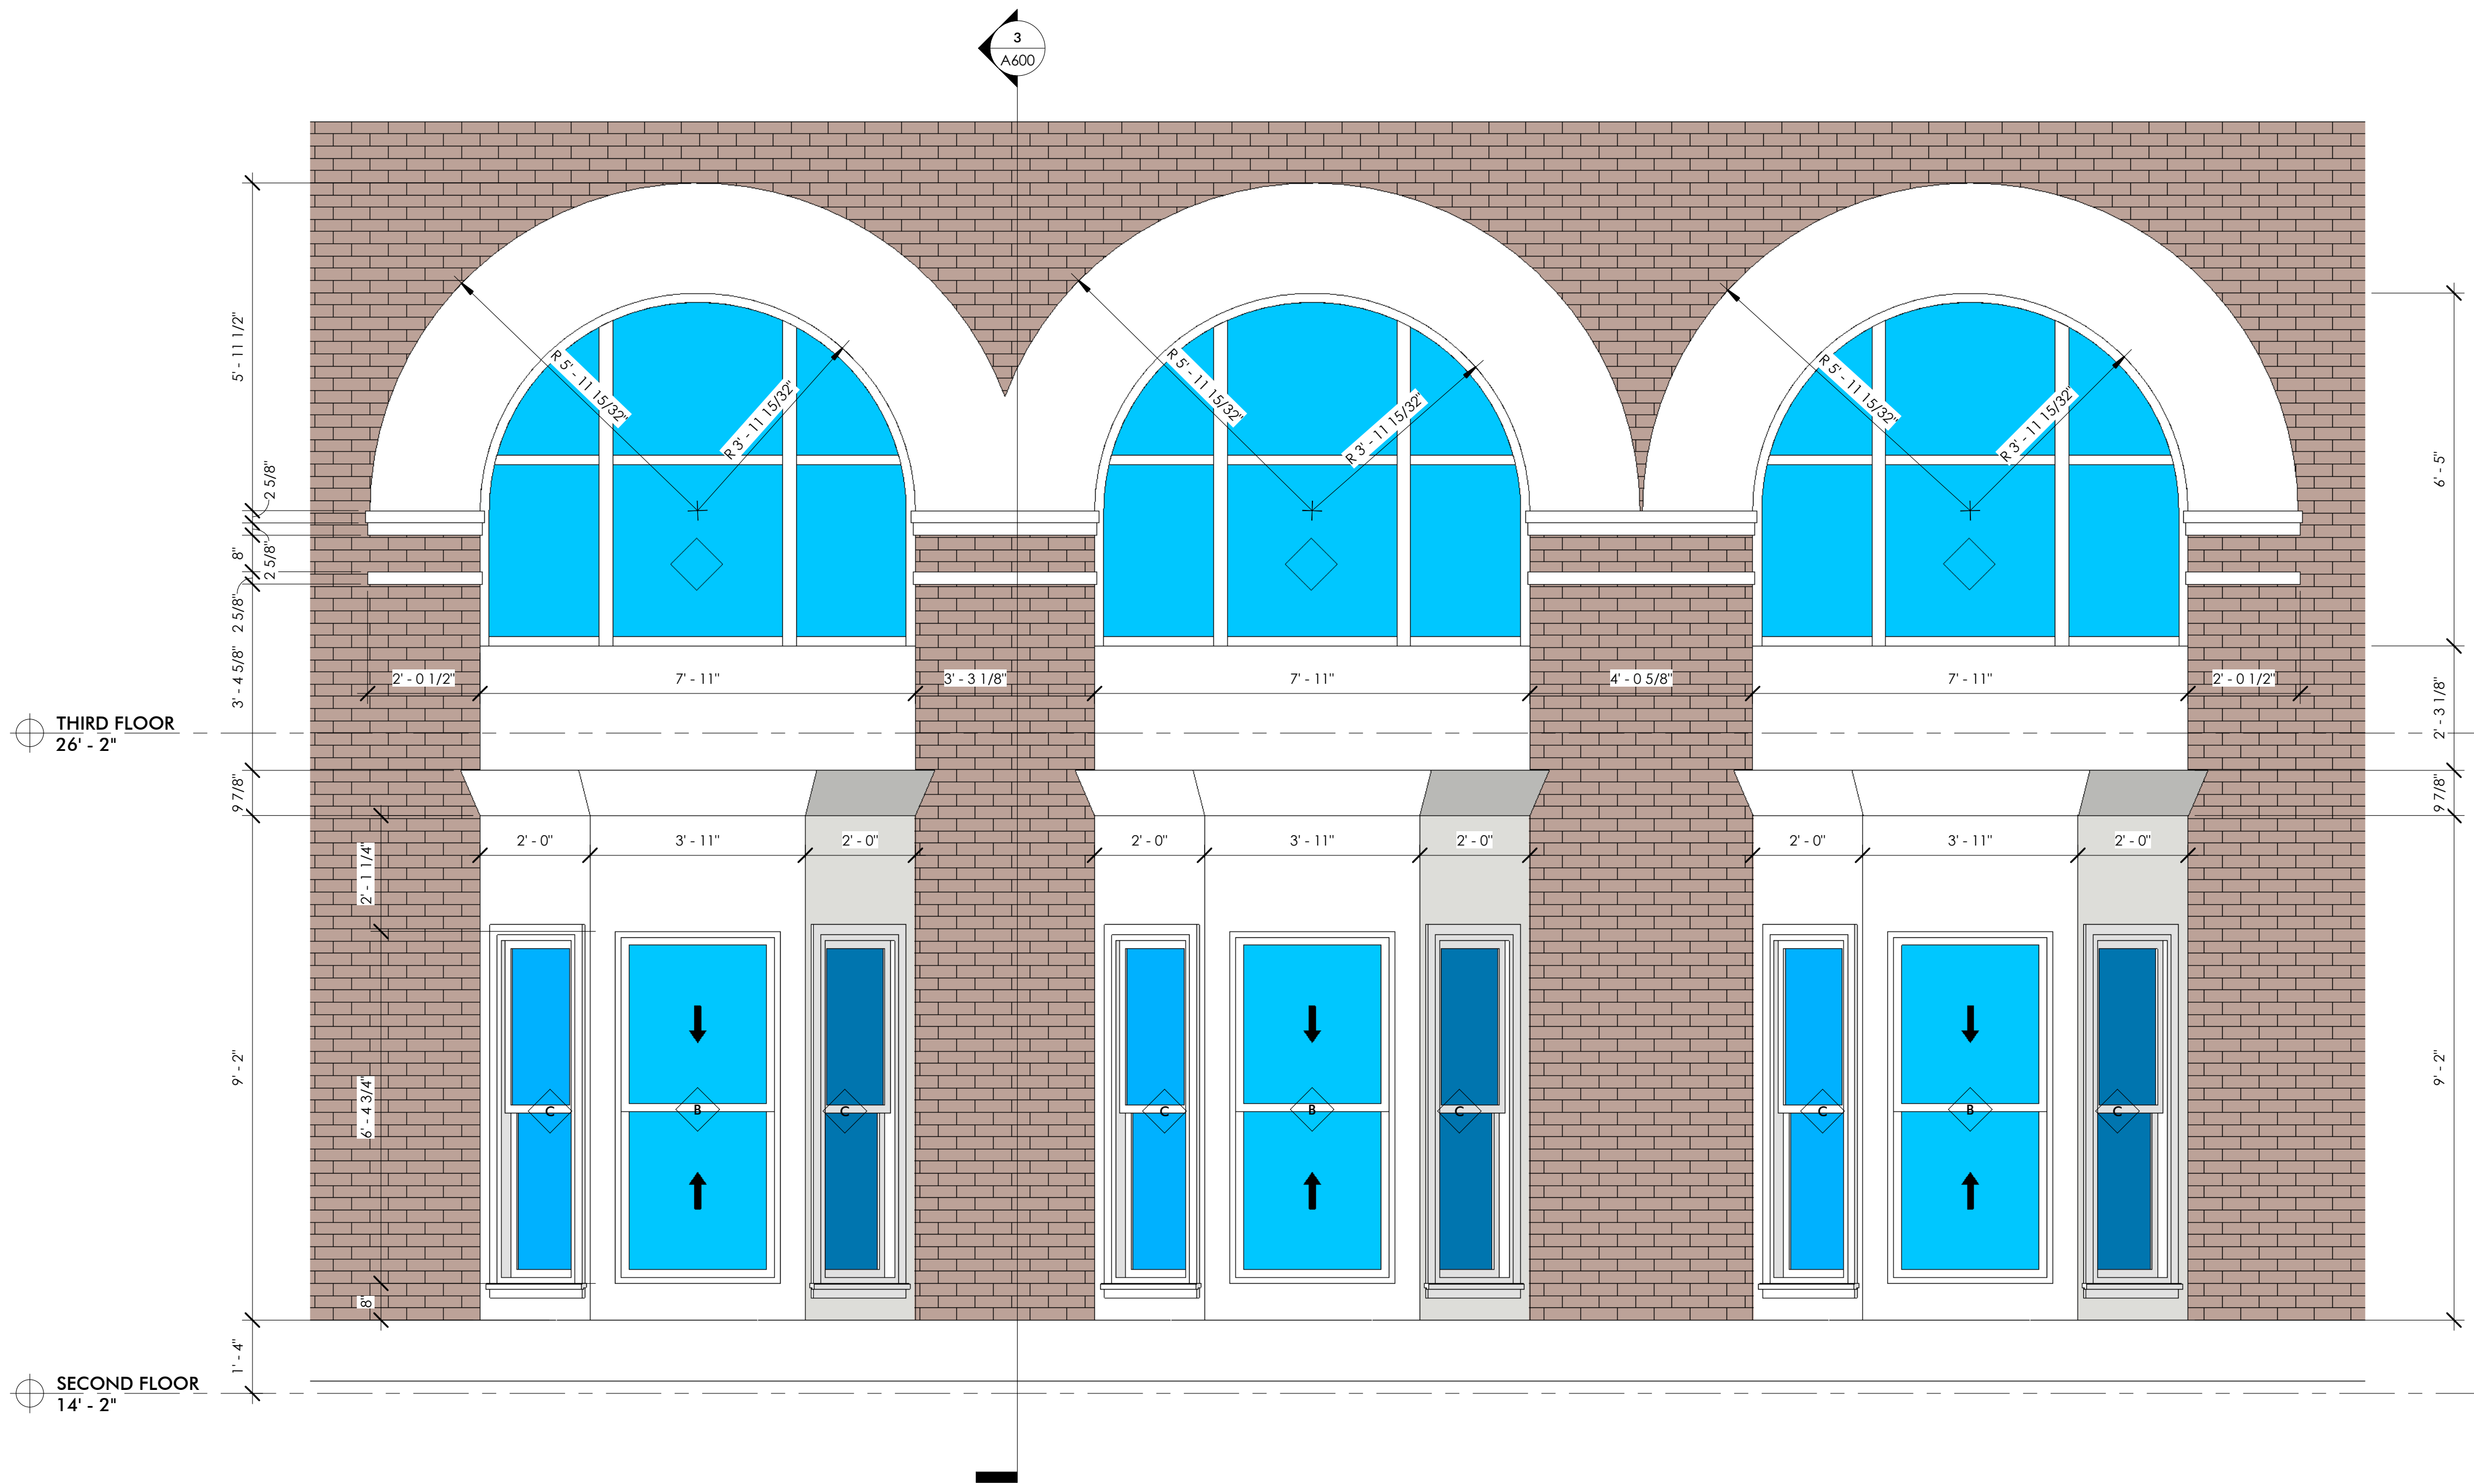 3
A600
5' - 11 1/2"
2 5/8"
2 5/8"
8"
2 5/8"
3' - 4 5/8"
9 7/8"
9' - 2"
1' - 4"
R 5' - 11 15/32"
R 3' - 11 15/32"
R 5' - 11 15/32"
R 3' - 11 15/32"
R 5' - 11 15/32"
R 3' - 11 15/32"
6' - 5"
2' - 3 1/8"
9 7/8"
9' - 2"
2' - 0 1/2"
7' - 11"
3' - 3 1/8"
7' - 11"
4' - 0 5/8"
7' - 11"
2' - 0 1/2"
THIRD FLOOR
26' - 2"
2' - 0"
3' - 11"
2' - 0"
2' - 0"
3' - 11"
2' - 0"
2' - 0"
3' - 11"
2' - 0"
2' - 1 1/4"
6' - 4 3/4"
8"
C
B
C
C
B
C
C
B
C
SECOND FLOOR
14' - 2"